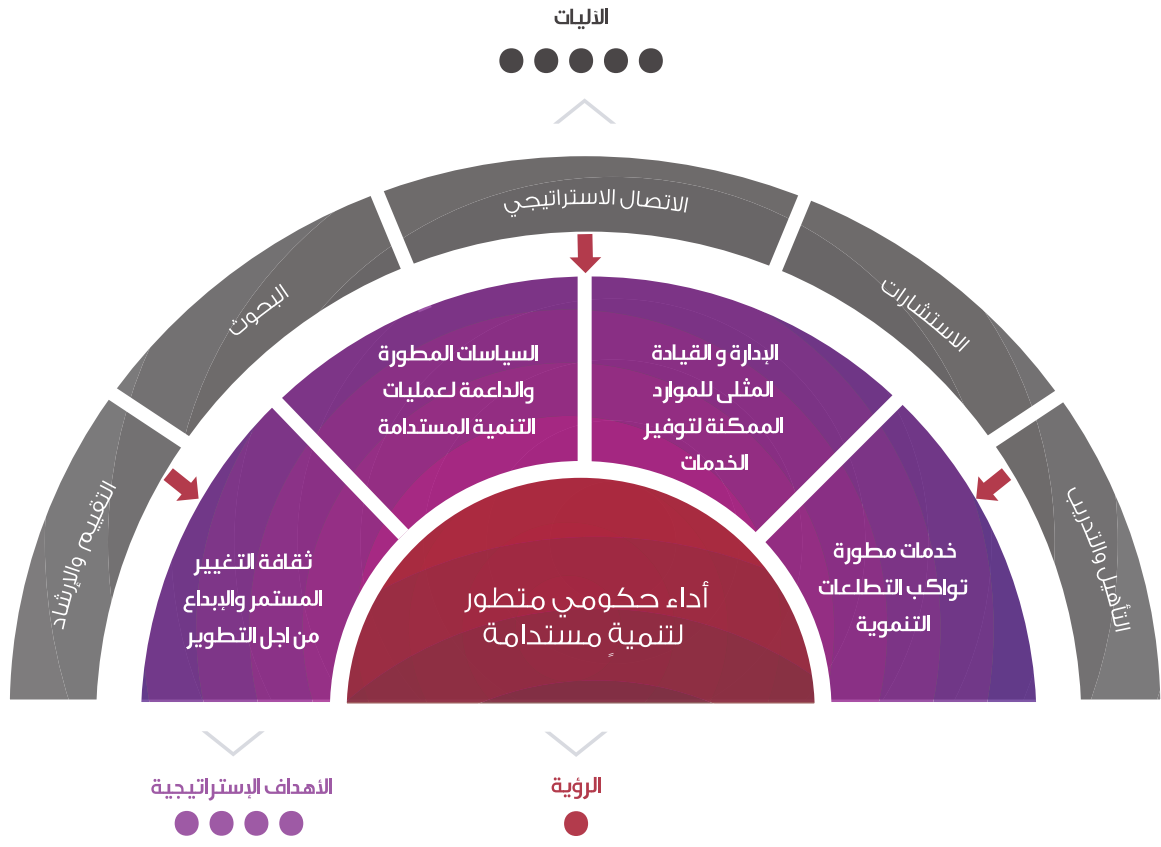 الآليات
الاتصال الاستراتيجي
الاستشارات
البحوث
التأهيل والتدريب
التقييم والإرشاد
الإدارة و القيادة
المثلى للموارد
الممكنة لتوفير
الخدمات
السياسات المطورة
والداعمة لعمليات
التنمية المستدامة
خدمات مطورة
تواكب التطلعات
التنموية
ثقافة التغيير
المستمر والإبداع
من اجل التطوير
أداء حكومي متطور
لتنميةٍ مستدامة
الرؤية
الأهداف الإستراتيجية